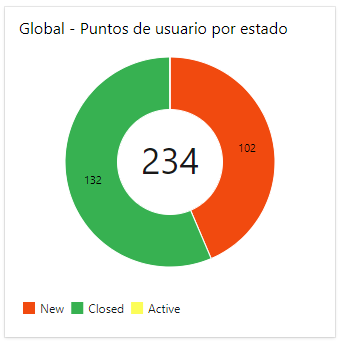 Global - Puntos de usuario por estado
102
234
132
New Closed Active